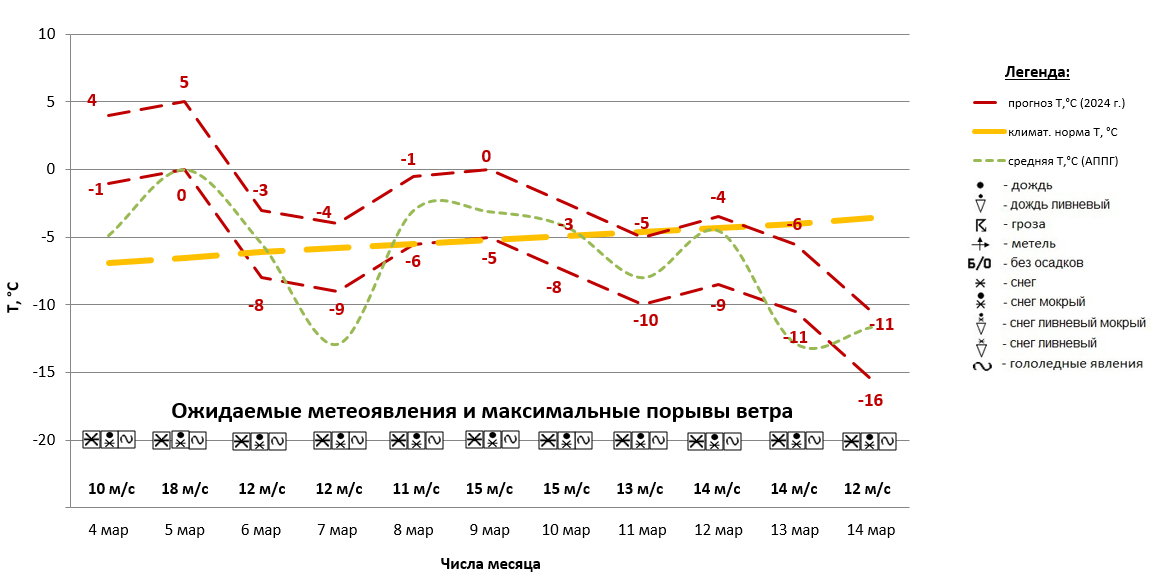 10
5
0
-5
-10
-15
-20
T, °C
4
5
-3
-4
-1
0
-3
-5
-4
-6
-11
-1
0
-8
-9
-6
-5
-8
-10
-9
-11
-16
Ожидаемые метеоявления и максимальные порывы ветра
10 м/с 18 м/с 12 м/с 12 м/с 11 м/с 15 м/с 15 м/с 13 м/с 14 м/с 14 м/с 12 м/с
4 мар 5 мар 6 мар 7 мар 8 мар 9 мар 10 мар 11 мар 12 мар 13 мар 14 мар
Числа месяца
Легенда:
прогноз T,°C (2024 г.)
климат. норма T, °C
средняя T,°C (АППГ)
- дождь
- дождь ливневый
- гроза
- метель
Б/О - без осадков
- снег
- снег мокрый
- снег ливневый мокрый
- снег ливневый
- гололедные явления